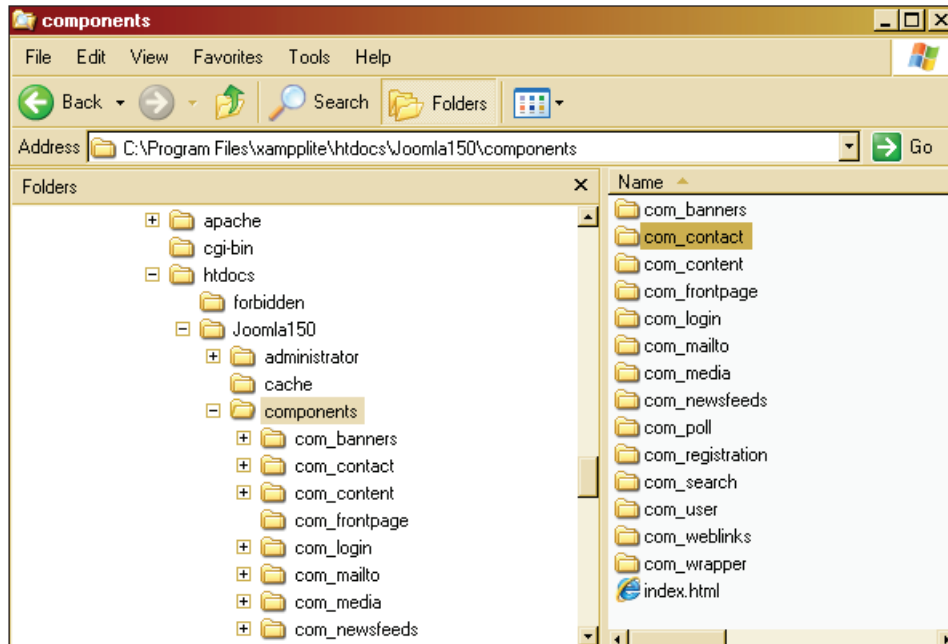 components
File Edit View Favorites Tools Help
Back Search Folders
Address C:\Program Files\xampplite\htdocs\Joomla150\components Go
Folders
apache
cgi-bin
htdocs
forbidden
Joomla150
administrator
cache
components
com_banners
com_contact
com_content
com_frontpage
com_login
com_mailto
com_media
com_newsfeeds
Name
com_banners
com_contact
com_content
com_frontpage
com_login
com_mailto
com_media
com_newsfeeds
com_poll
com_registration
com_search
com_user
com_weblinks
com_wrapper
index.html